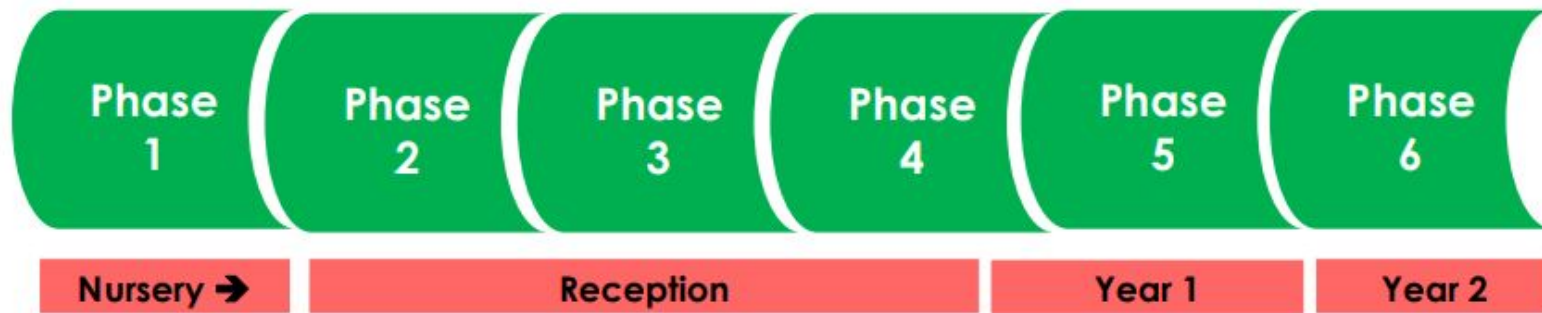 Phase
1
Phase
2
Phase
3
Phase
4
Phase
5
Phase
6
Nursery →
Reception
Year 1
Year 2